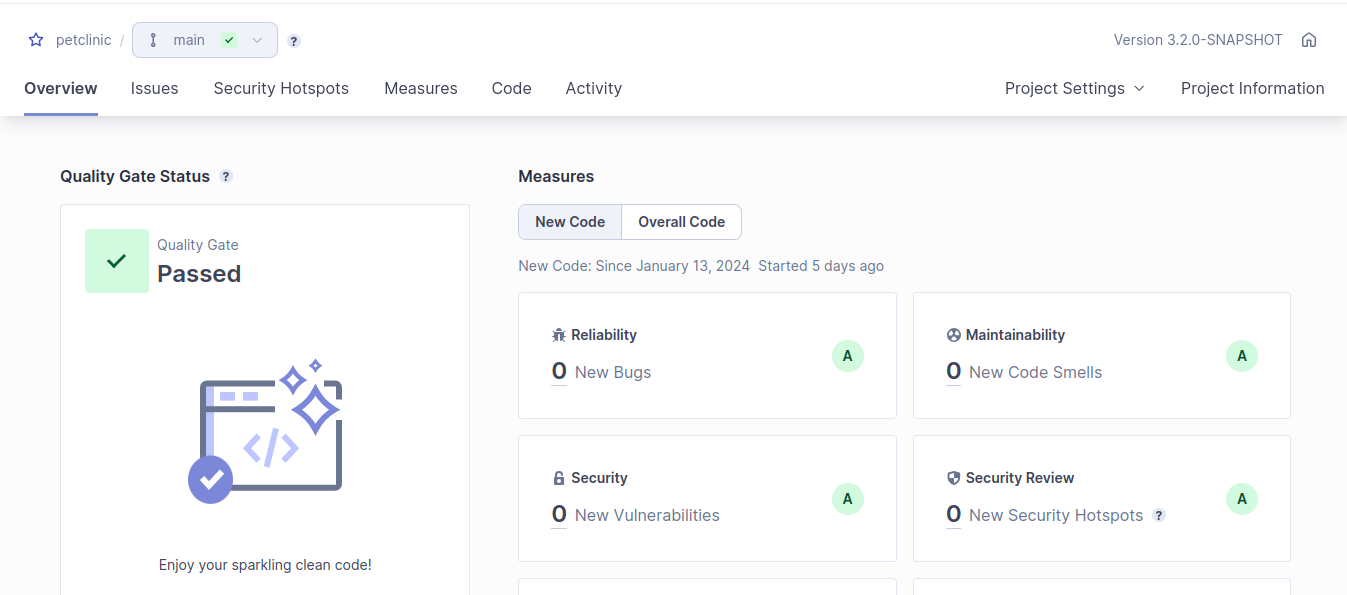 petclinic / main ?
Version 3.2.0-SNAPSHOT
Overview Issues Security Hotspots Measures Code Activity
Project Settings Project Information
Quality Gate Status ?
Quality Gate
Passed
</>
Enjoy your sparkling clean code!
Measures
New Code Overall Code
New Code: Since January 13, 2024 Started 5 days ago
Reliability
0 New Bugs
A
Maintainability
0 New Code Smells
A
Security
0 New Vulnerabilities
A
Security Review
0 New Security Hotspots ?
A